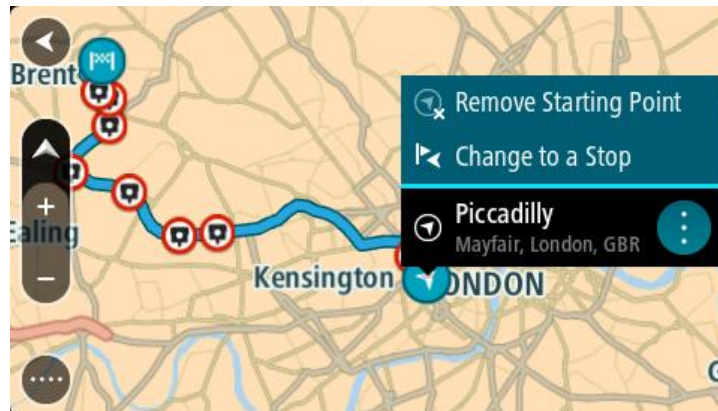 Brent
Remove Starting Point
Change to a Stop
Piccadilly
Mayfair, London, GBR
Ealing
Kensington
ONDON
G